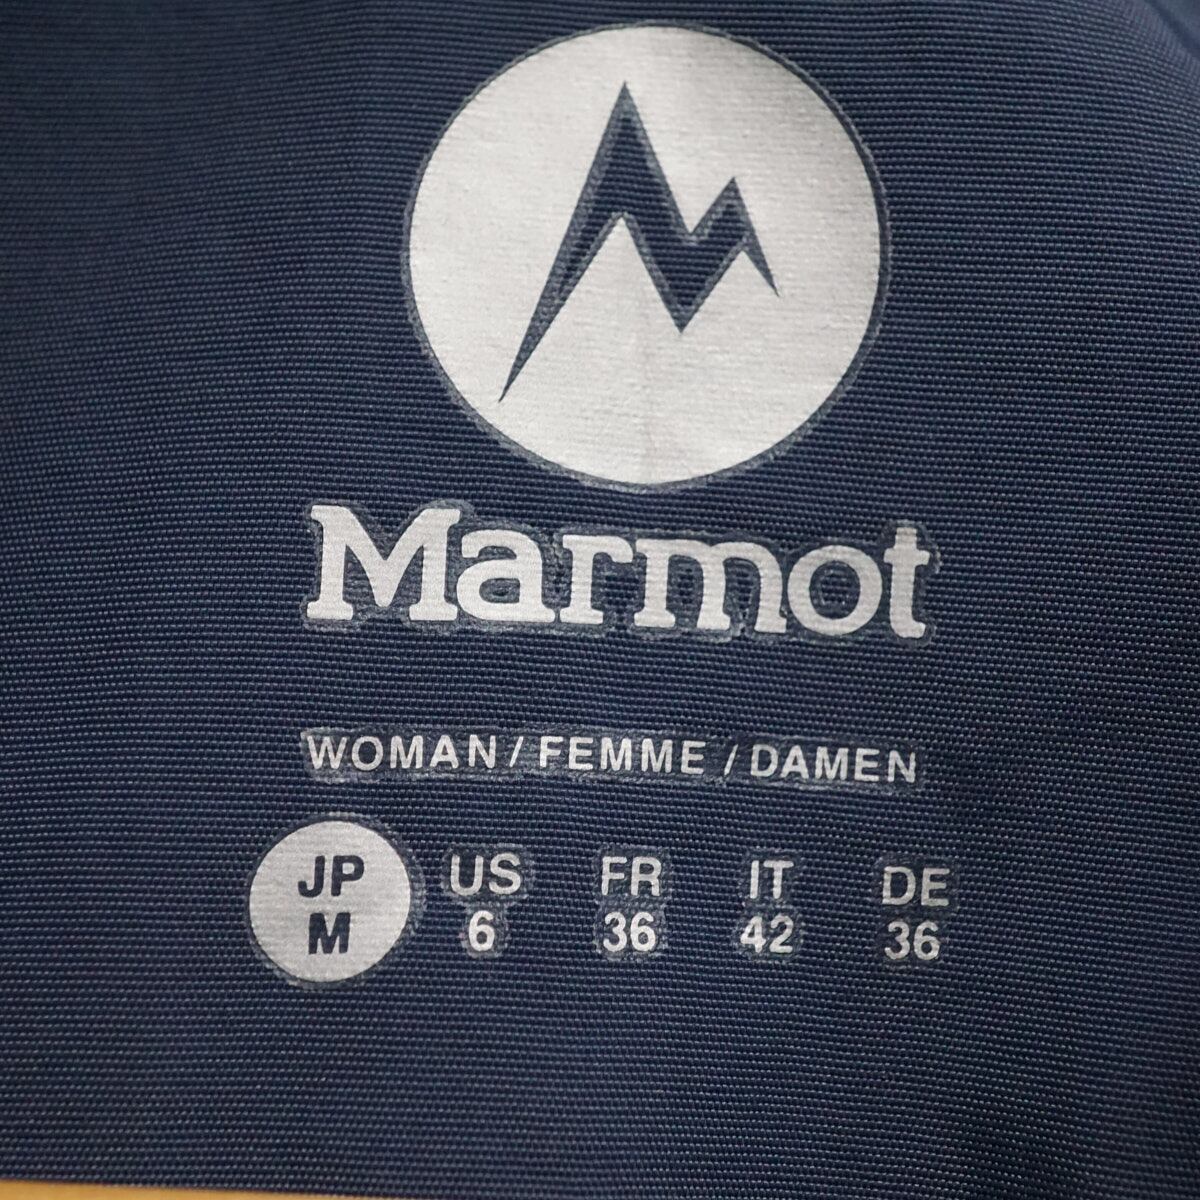 Marmot
WOMAN / FEMME / DAMEN
JP US FR IT DE
M 6 36 42 36